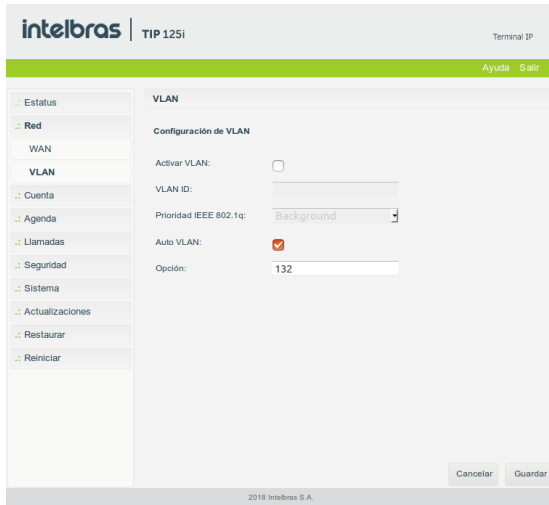 intelbras TIP 125i
Terminal IP
Ayuda Salir
.: Estatus
.: Red
WAN
VLAN
.: Cuenta
.: Agenda
.: Llamadas
.: Seguridad
.: Sistema
.: Actualizaciones
.: Restaurar
.: Reiniciar
VLAN
Configuración de VLAN
Activar VLAN:
VLAN ID:
Prioridad IEEE 802.1q: Background
Auto VLAN:
Opción: 132
Cancelar Guardar
2018 Intelbras S.A.